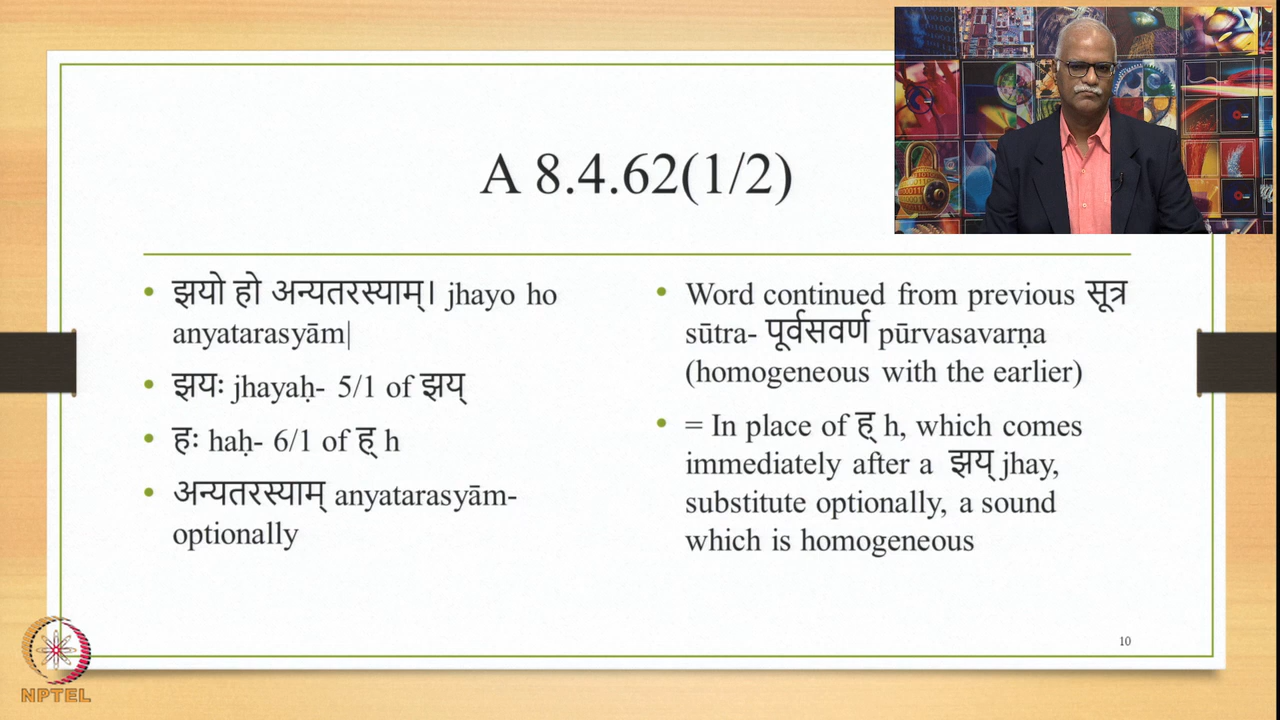 A 8.4.62(1/2)
• झयो हो अन्यतरस्याम्। jhayo ho
anyatarasyām|
• झयः jhayaḥ- 5/1 of झय्
• हः haḥ- 6/1 of ह् h
• अन्यतरस्याम् anyatarasyām-
optionally
• Word continued from previous सूत्र
sūtra- पूर्वसवर्ण pūrvasavarṇa
(homogeneous with the earlier)
• = In place of ह् h, which comes
immediately after a झय् jhay,
substitute optionally, a sound
which is homogeneous
10
NPTEL